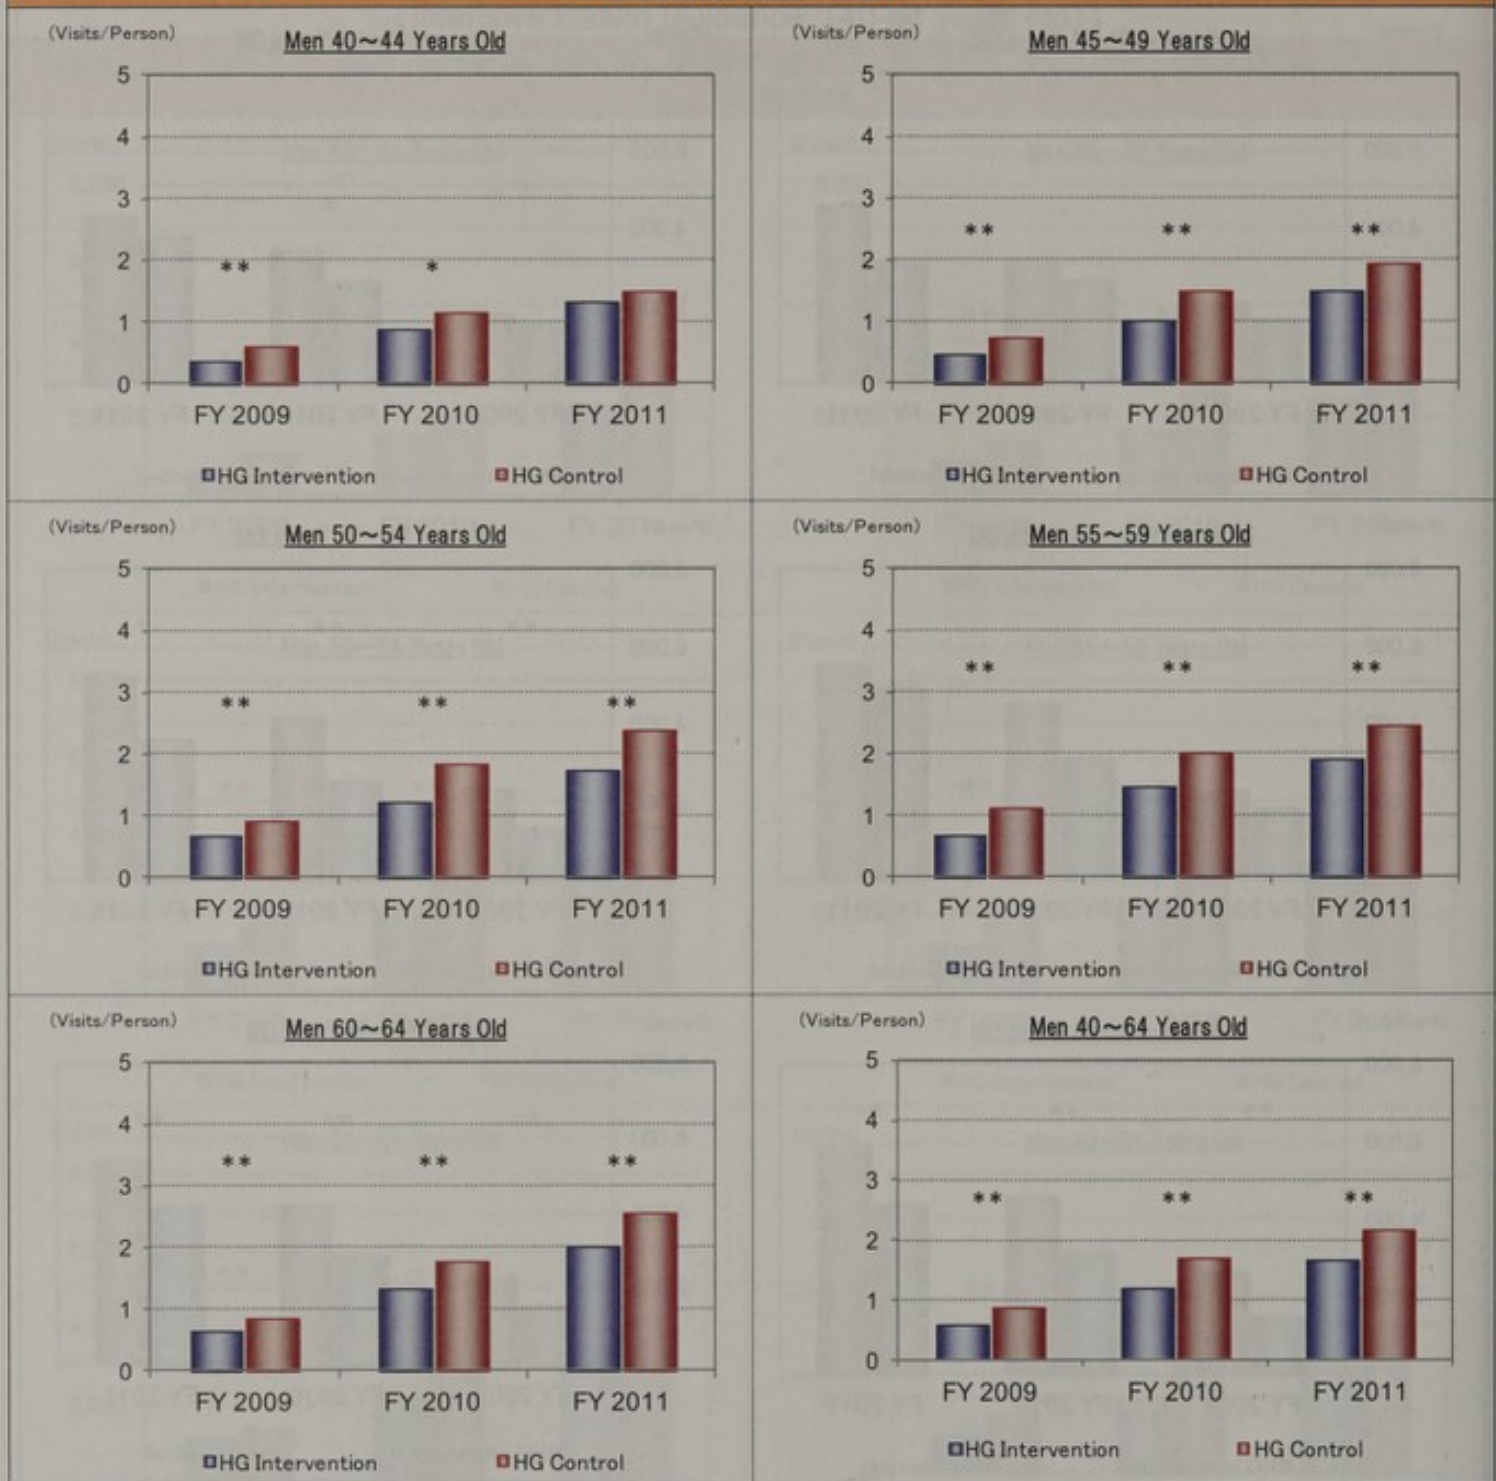 (Visits/Person)
Men 40～44 Years Old
5
4
3
2
1
0
** *
FY 2009 FY 2010 FY 2011
HG Intervention HG Control
(Visits/Person)
Men 45～49 Years Old
5
4
3
2
1
0
** ** **
FY 2009 FY 2010 FY 2011
HG Intervention HG Control
(Visits/Person)
Men 50～54 Years Old
5
4
3
2
1
0
** ** **
FY 2009 FY 2010 FY 2011
HG Intervention HG Control
(Visits/Person)
Men 55～59 Years Old
5
4
3
2
1
0
** ** **
FY 2009 FY 2010 FY 2011
HG Intervention HG Control
(Visits/Person)
Men 60～64 Years Old
5
4
3
2
1
0
** ** **
FY 2009 FY 2010 FY 2011
HG Intervention HG Control
(Visits/Person)
Men 40～64 Years Old
5
4
3
2
1
0
** ** **
FY 2009 FY 2010 FY 2011
HG Intervention HG Control